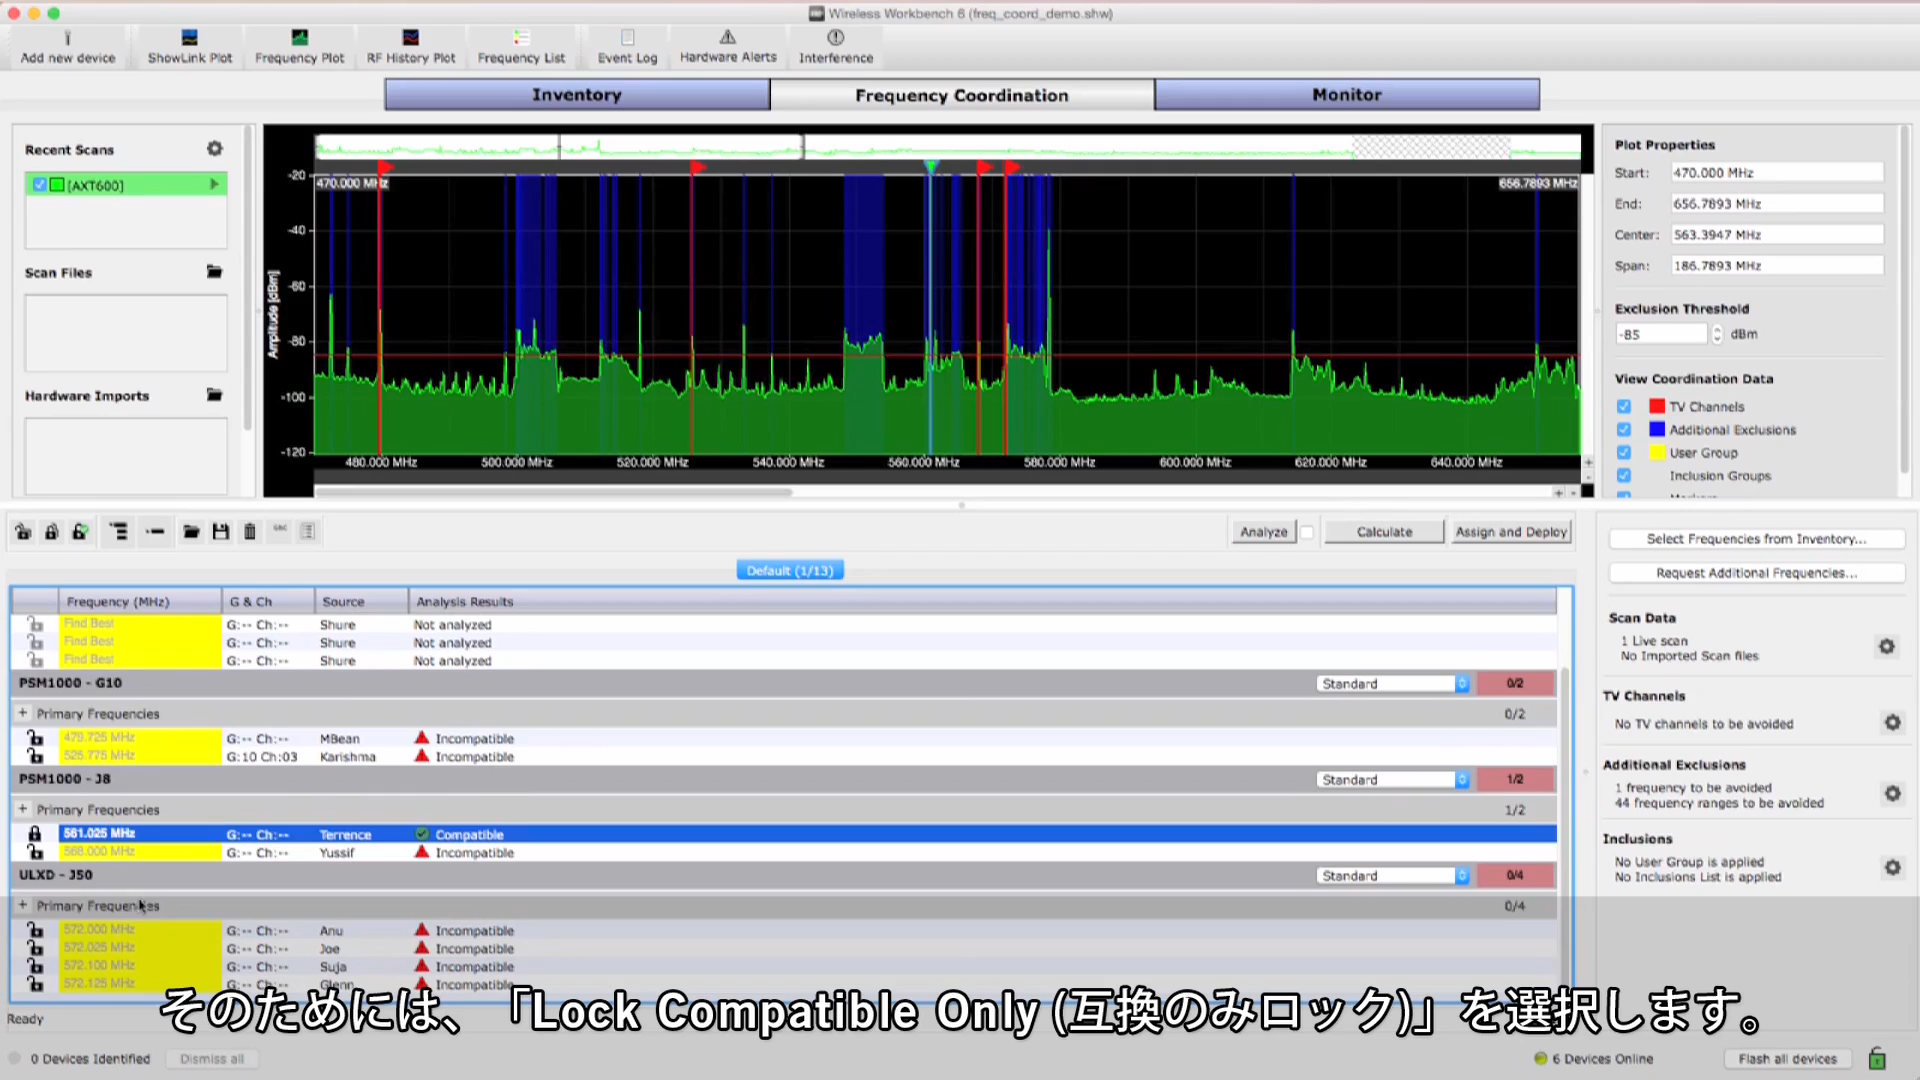 Wireless Workbench 6 (freq_coord_demo.shw)
Add new device ShowLink Plot Frequency Plot RF History Plot Frequency List Event Log Hardware Alerts Interference
Inventory Frequency Coordination Monitor
Recent Scans
[AXT600]
Scan Files
Hardware Imports
Amplitude [dBm]
470.000 MHz 656.7893 MHz
-20
-40
-60
-80
-100
-120
480.000 MHz 500.000 MHz 520.000 MHz 540.000 MHz 560.000 MHz 580.000 MHz 600.000 MHz 620.000 MHz 640.000 MHz
Plot Properties
Start: 470.000 MHz
End: 656.7893 MHz
Center: 563.3947 MHz
Span: 186.7893 MHz
Exclusion Threshold
-85 dBm
View Coordination Data
TV Channels
Additional Exclusions
User Group
Inclusion Groups
Analyze Calculate Assign and Deploy
Default (1/13)
Frequency (MHz) G & Ch Source Analysis Results
Find Best G:-- Ch:-- Shure Not analyzed
Find Best G:-- Ch:-- Shure Not analyzed
Find Best G:-- Ch:-- Shure Not analyzed
PSM1000 - G10 Standard 0/2
+ Primary Frequencies 0/2
479.725 MHz G:-- Ch:-- MBean Incompatible
525.775 MHz G:10 Ch:03 Karishma Incompatible
PSM1000 - J8 Standard 1/2
+ Primary Frequencies 1/2
561.025 MHz G:-- Ch:-- Terrence Compatible
568.000 MHz G:-- Ch:-- Yussif Incompatible
ULXD - J50 Standard 0/4
+ Primary Frequencies 0/4
572.000 MHz G:-- Ch:-- Anu Incompatible
572.025 MHz G:-- Ch:-- Joe Incompatible
572.100 MHz G:-- Ch:-- Suja Incompatible
572.125 MHz G:-- Ch:-- Glenn Incompatible
Select Frequencies from Inventory...
Request Additional Frequencies...
Scan Data
1 Live scan
No Imported Scan files
TV Channels
No TV channels to be avoided
Additional Exclusions
1 frequency to be avoided
44 frequency ranges to be avoided
Inclusions
No User Group is applied
No Inclusions List is applied
そのためには、「Lock Compatible Only (互換のみロック)」を選択します。
Ready
0 Devices Identified Dismiss all 6 Devices Online Flash all devices